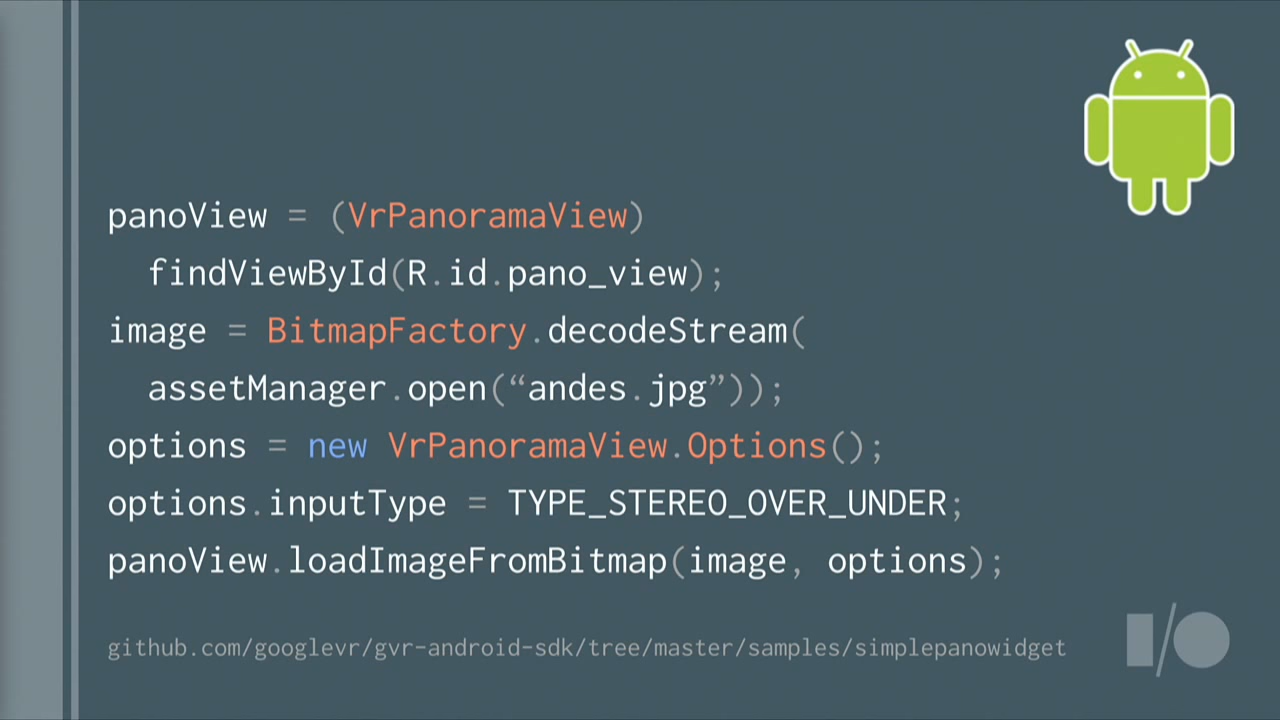 panoView = (VrPanoramaView)
findViewById(R.id.pano_view);
image = BitmapFactory.decodeStream(
assetManager.open(“andes.jpg”));
options = new VrPanoramaView.Options();
options.inputType = TYPE_STEREO_OVER_UNDER;
panoView.loadImageFromBitmap(image, options);
github.com/googlevr/gvr-android-sdk/tree/master/samples/simplepanowidget
I/O